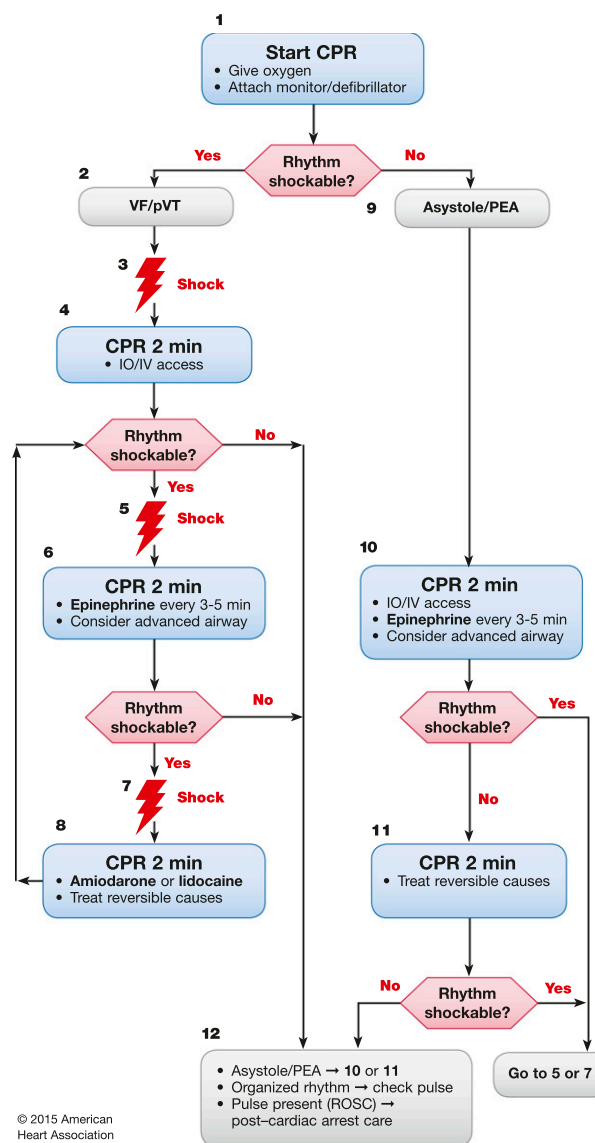 1
Start CPR
• Give oxygen
• Attach monitor/defibrillator
Rhythm
shockable?
Yes
No
2
VF/pVT
9
Asystole/PEA
3
Shock
4
CPR 2 min
• IO/IV access
Rhythm
shockable?
No
Yes
5
Shock
6
CPR 2 min
• Epinephrine every 3-5 min
• Consider advanced airway
10
CPR 2 min
• IO/IV access
• Epinephrine every 3-5 min
• Consider advanced airway
Rhythm
shockable?
No
Yes
Rhythm
shockable?
Yes
No
7
Shock
8
CPR 2 min
• Amiodarone or lidocaine
• Treat reversible causes
11
CPR 2 min
• Treat reversible causes
Rhythm
shockable?
No
Yes
12
• Asystole/PEA → 10 or 11
• Organized rhythm → check pulse
• Pulse present (ROSC) →
post–cardiac arrest care
Go to 5 or 7
© 2015 American
Heart Association